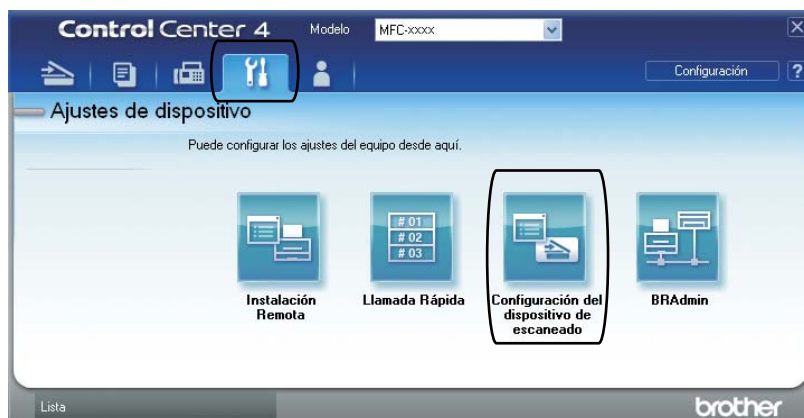 Control Center 4
Modelo
MFC-xxxx
Configuración
?
Ajustes de dispositivo
Puede configurar los ajustes del equipo desde aquí.
# 01
# 02
# 03
Instalación
Remota
Llamada Rápida
Configuración del
dispositivo de
escaneado
BRAdmin
Lista
brother